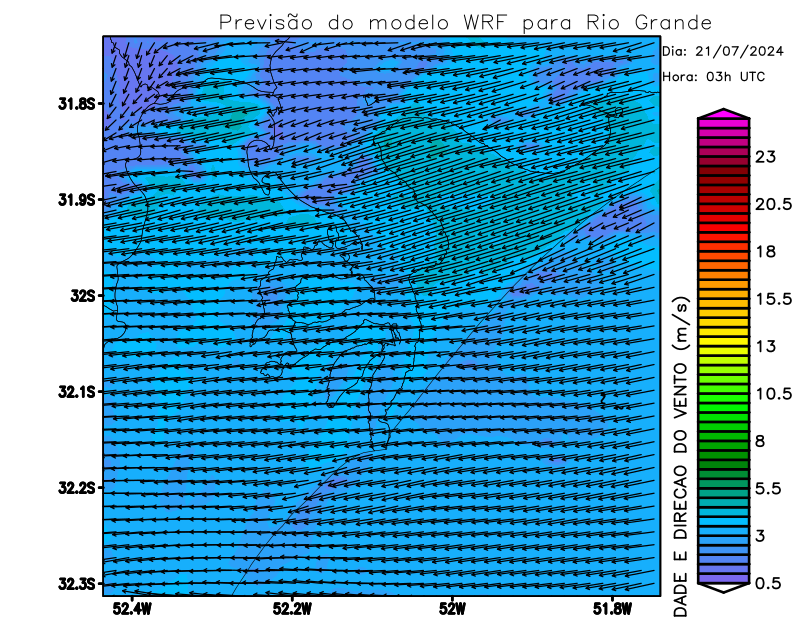 Previsão do modelo WRF para Rio Grande
Dia: 21/07/2024
Hora: 03h UTC
31.8S
31.9S
32S
32.1S
32.2S
32.3S
52.4W
52.2W
52W
51.8W
23
20.5
18
15.5
13
10.5
8
5.5
3
0.5
DADE E DIRECAO DO VENTO (m/s)